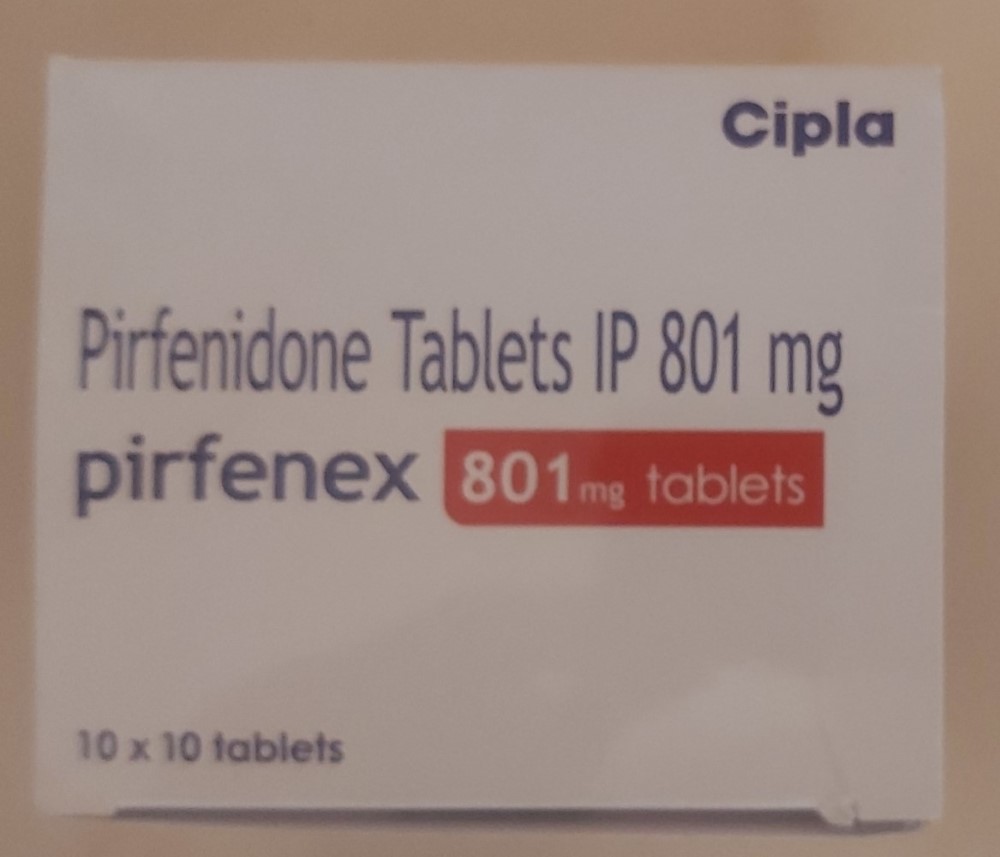 Cipla
Pirfenidone Tablets IP 801 mg
pirfenex 801mg tablets
10 x 10 tablets